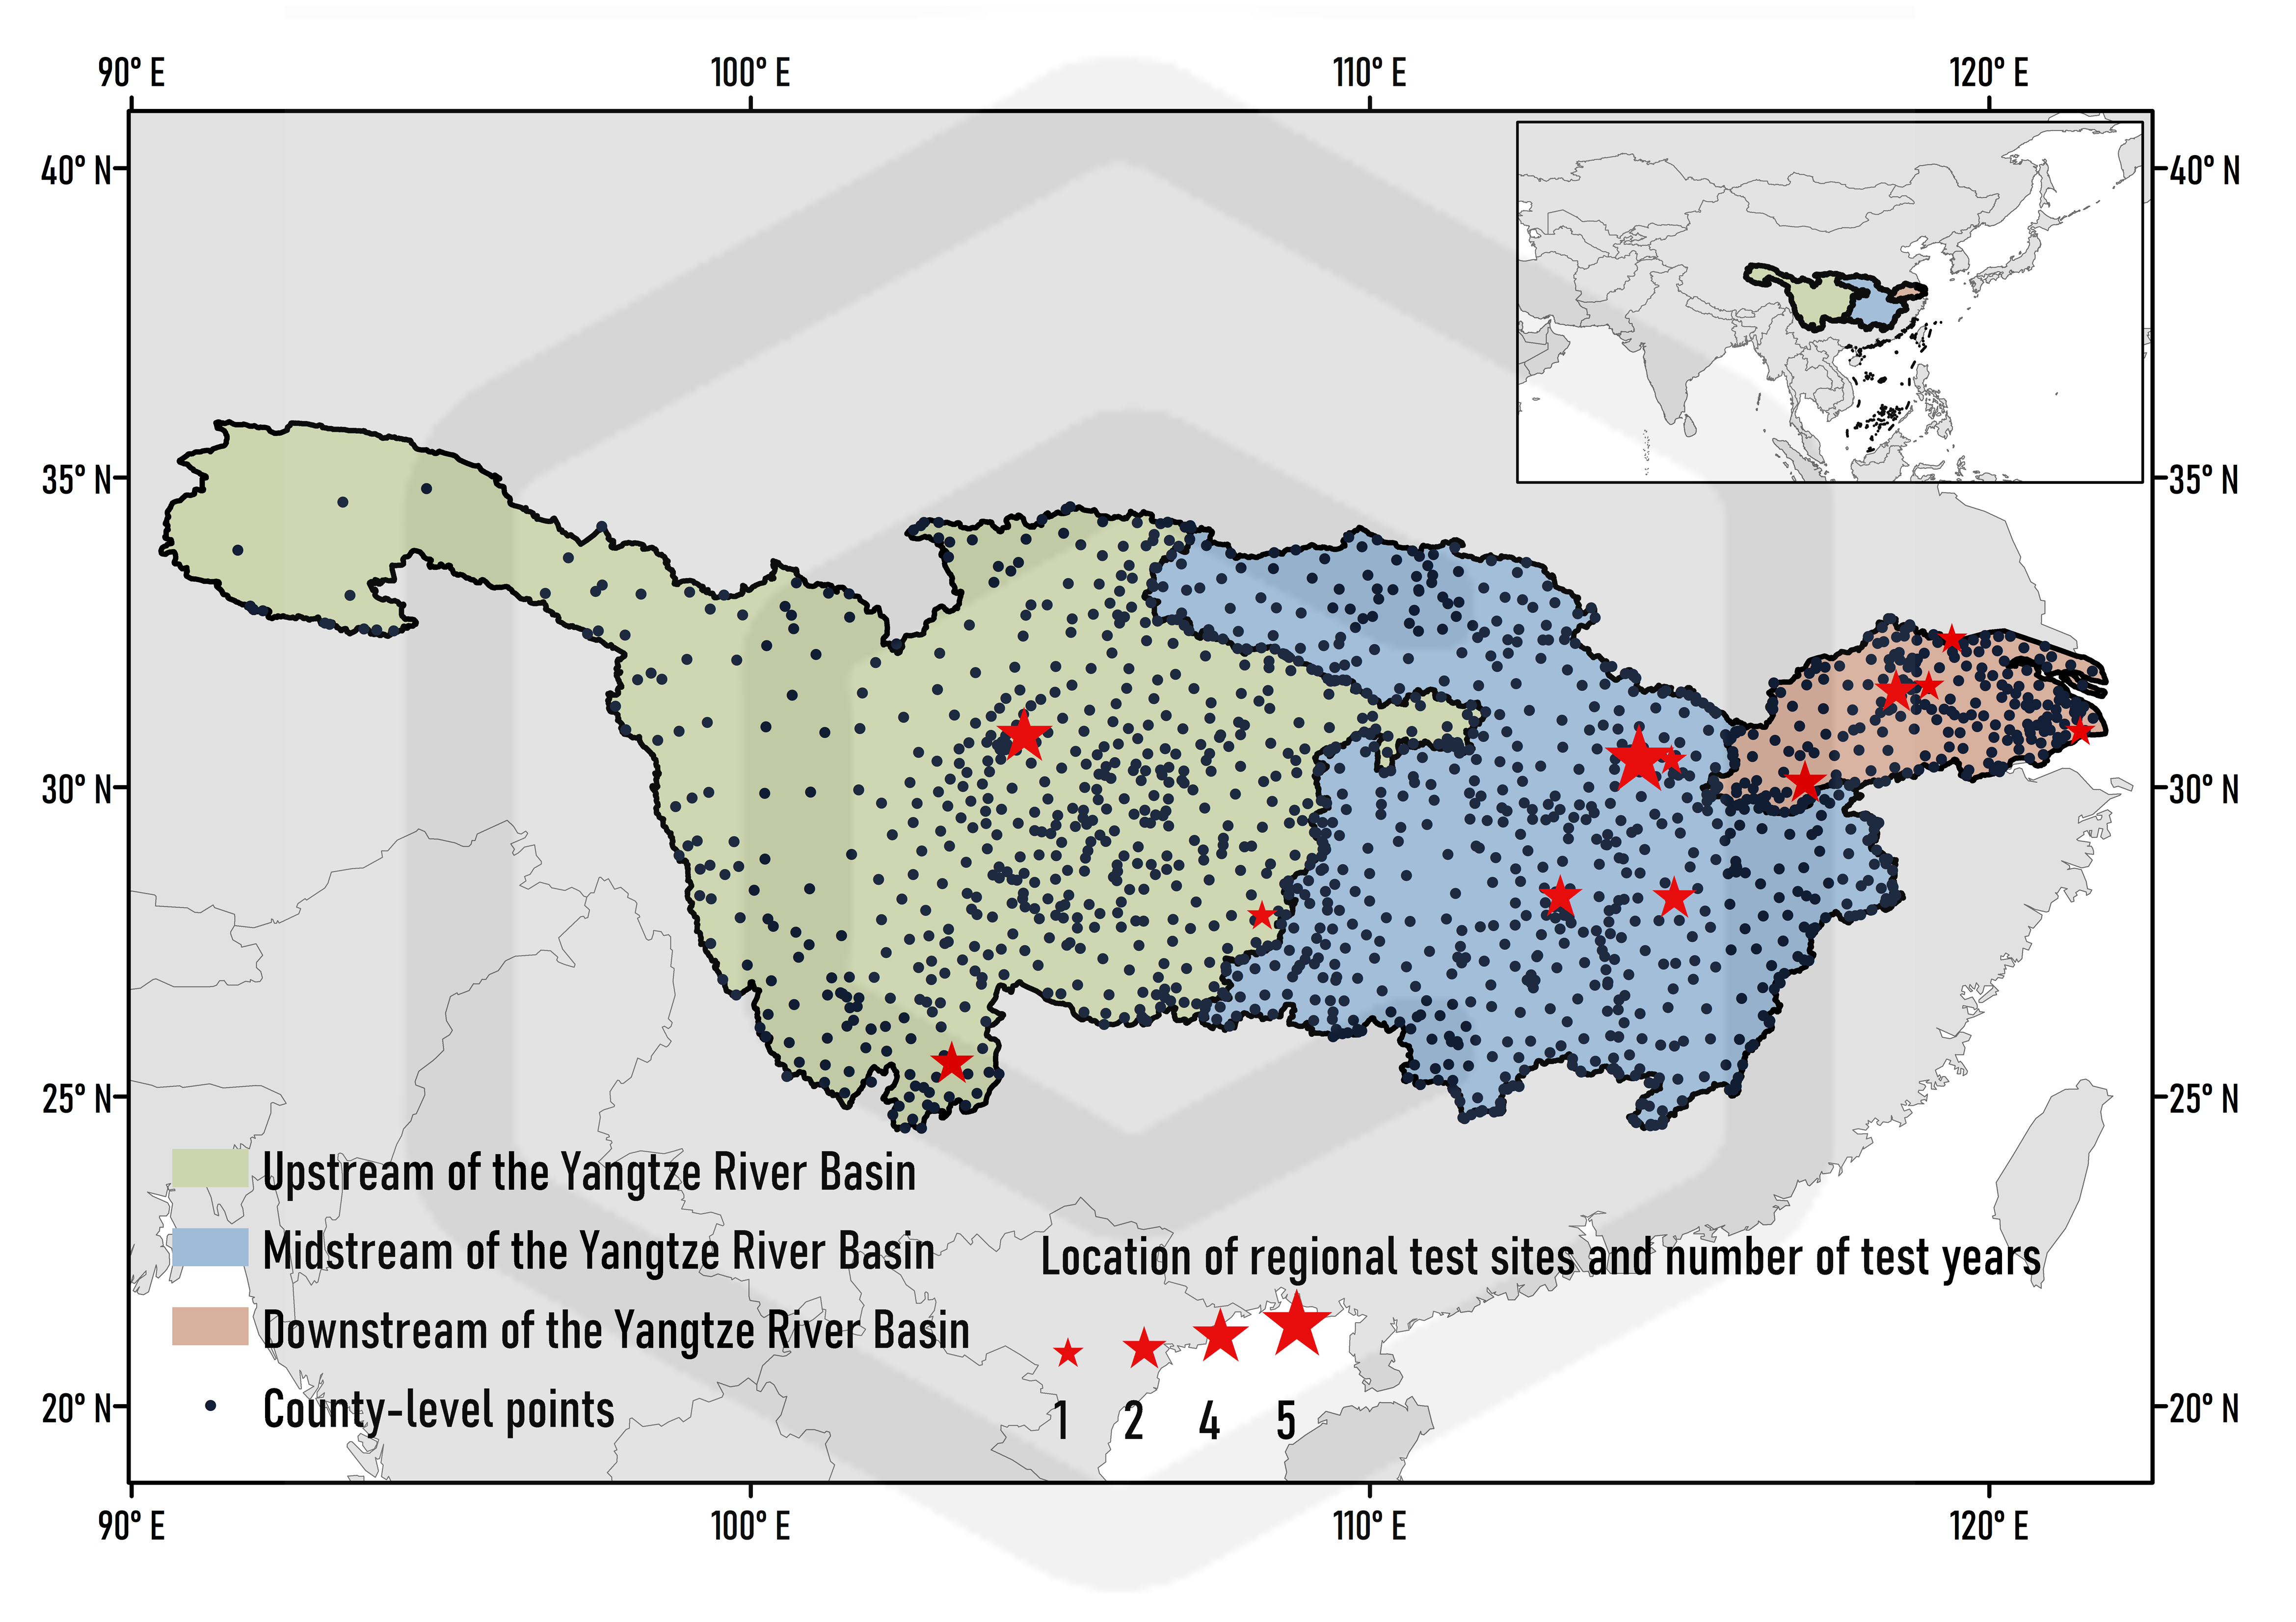 90° E 100° E 110° E 120° E
40° N 40° N
35° N 35° N
30° N 30° N
25° N 25° N
Upstream of the Yangtze River Basin
Midstream of the Yangtze River Basin
Location of regional test sites and number of test years
Downstream of the Yangtze River Basin
County-level points
1 2 4 5
20° N 20° N
90° E 100° E 110° E 120° E